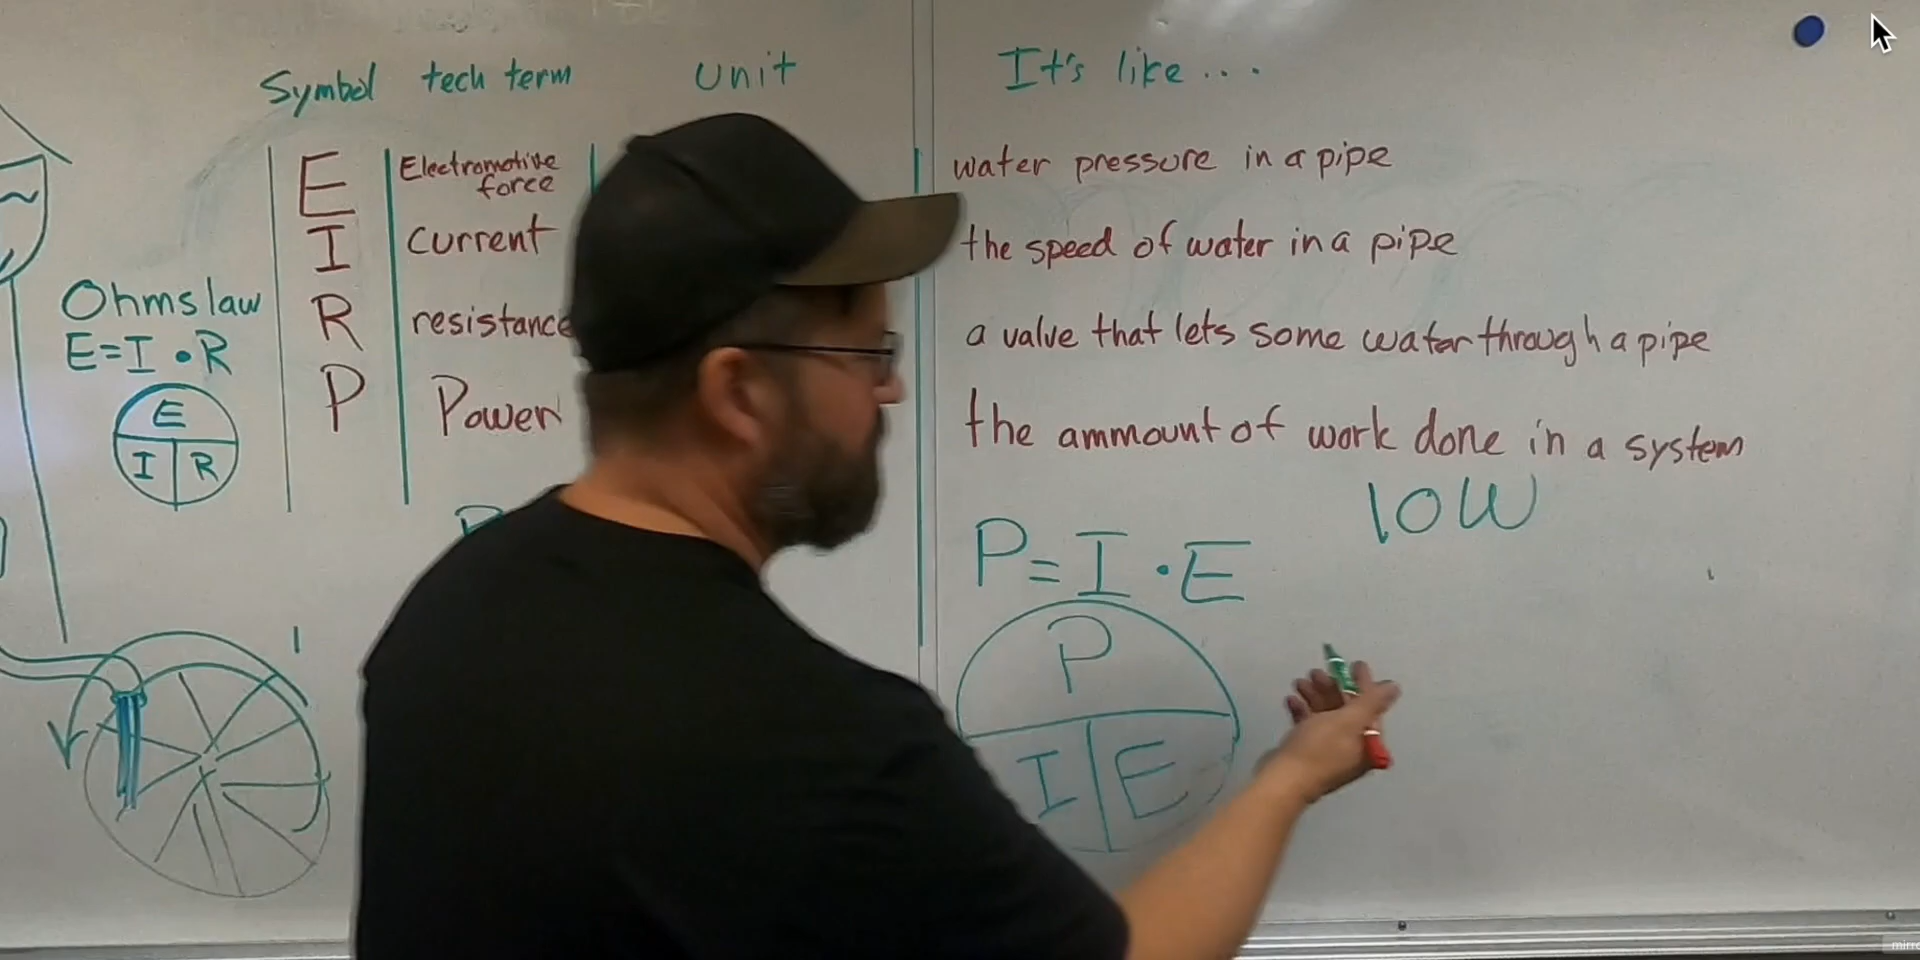 Symbol tech term unit It's like...
E Electromotive force water pressure in a pipe
I current the speed of water in a pipe
R resistance a valve that lets some water through a pipe
P Power the ammount of work done in a system
Ohms law
E=I•R
E
I R
10W
P=I•E
P
I E